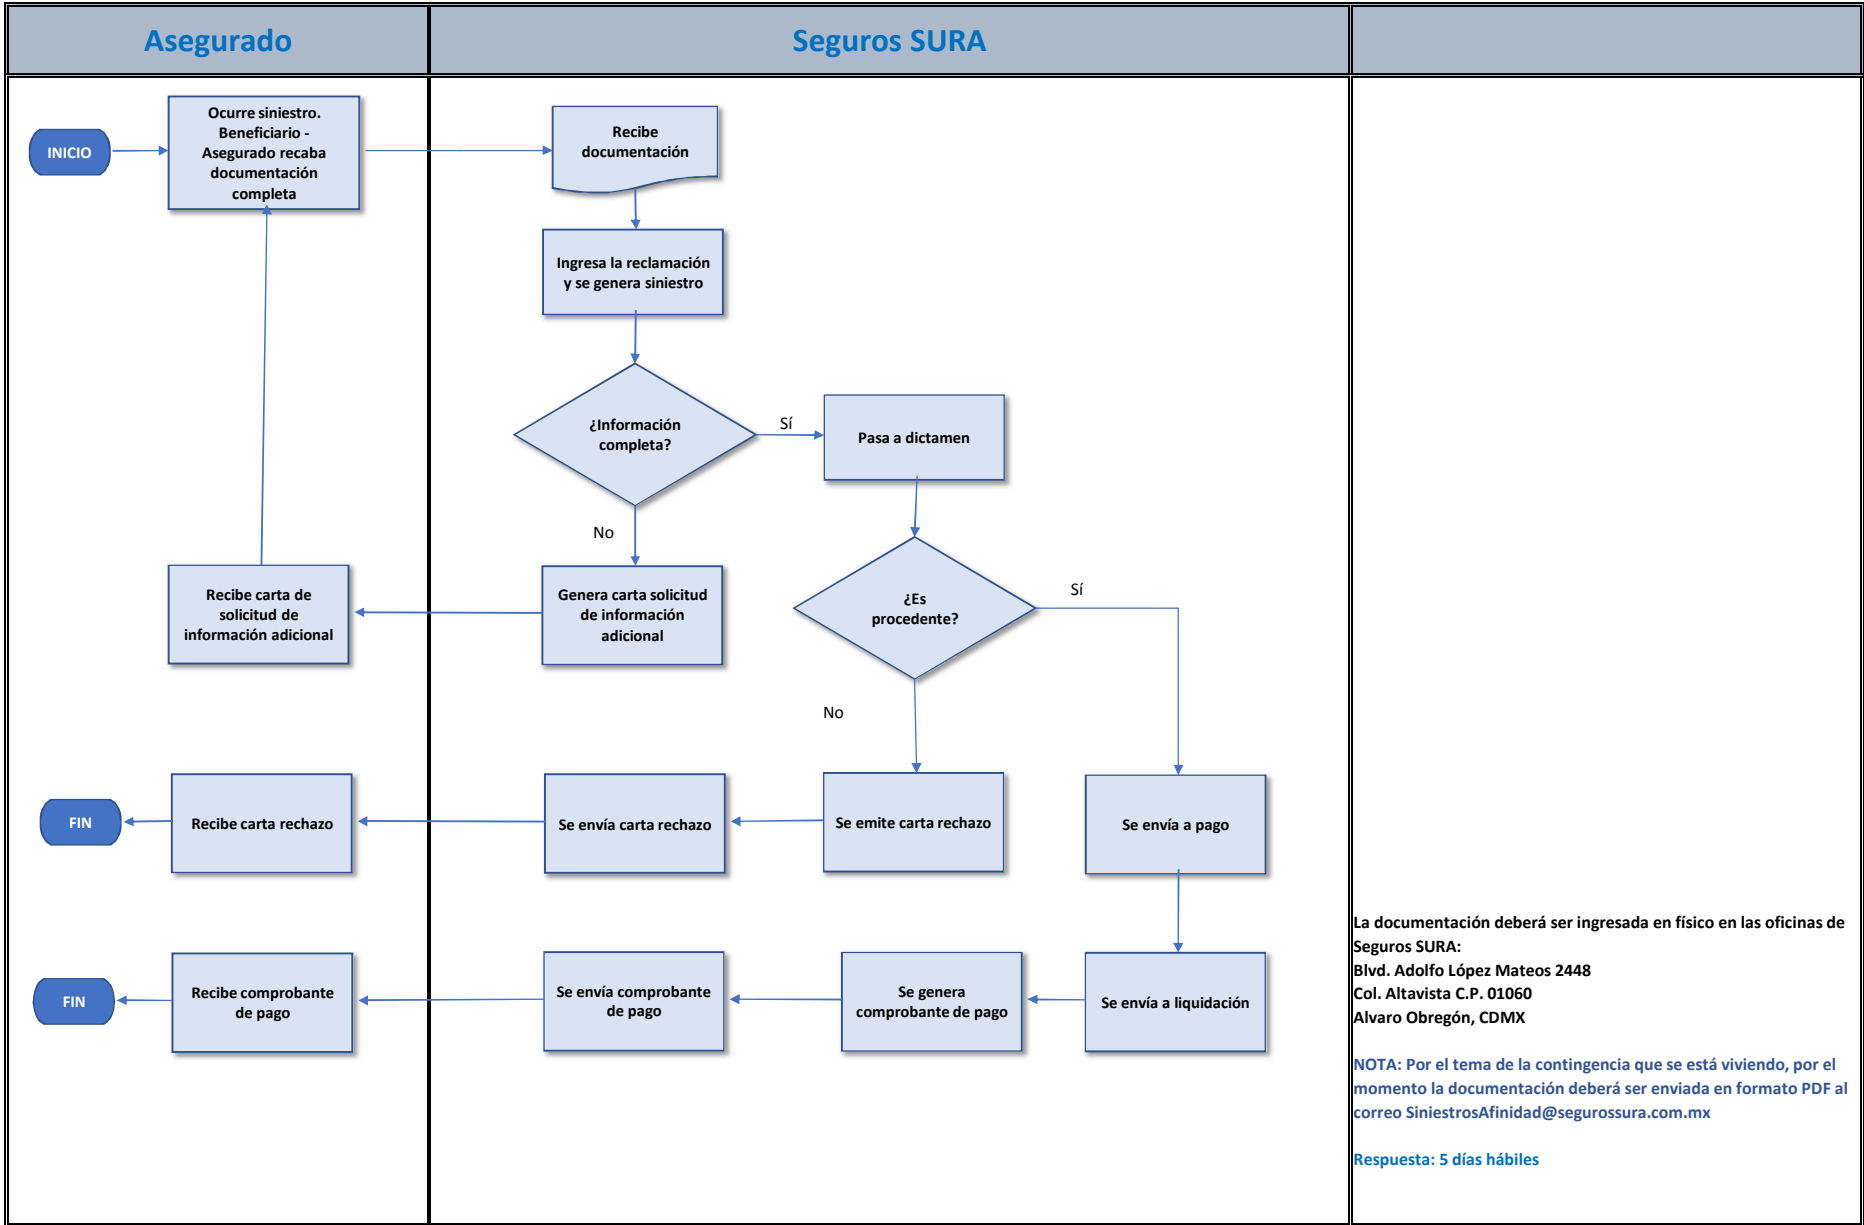 Asegurado
Seguros SURA
INICIO
Ocurre siniestro.
Beneficiario -
Asegurado recaba
documentación
completa
Recibe
documentación
Ingresa la reclamación
y se genera siniestro
¿Información
completa?
Sí
Pasa a dictamen
No
Recibe carta de
solicitud de
información adicional
Genera carta solicitud
de información
adicional
¿Es
procedente?
Sí
No
FIN
Recibe carta rechazo
Se envía carta rechazo
Se emite carta rechazo
Se envía a pago
FIN
Recibe comprobante
de pago
Se envía comprobante
de pago
Se genera
comprobante de pago
Se envía a liquidación
La documentación deberá ser ingresada en físico en las oficinas de
Seguros SURA:
Blvd. Adolfo López Mateos 2448
Col. Altavista C.P. 01060
Alvaro Obregón, CDMX
NOTA: Por el tema de la contingencia que se está viviendo, por el
momento la documentación deberá ser enviada en formato PDF al
correo SiniestrosAfinidad@segurossura.com.mx
Respuesta: 5 días hábiles